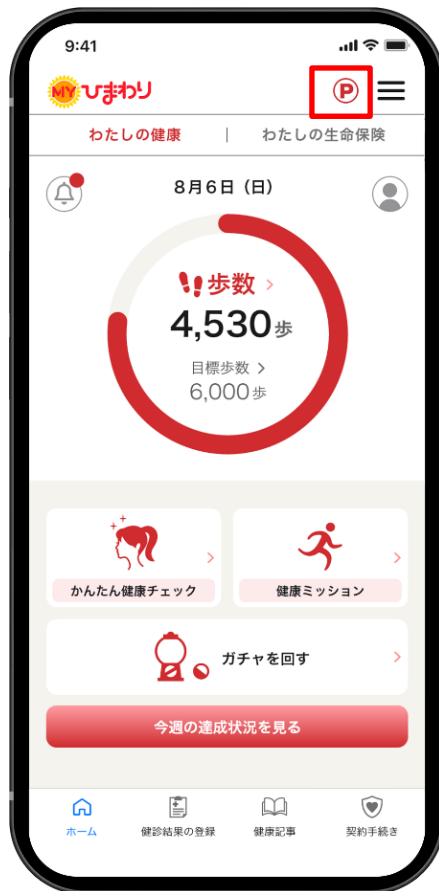 9:41
MYひまわり
P
わたしの健康 | わたしの生命保険
8月6日(日)
歩数 >
4,530歩
目標歩数 >
6,000歩
かんたん健康チェック >
健康ミッション >
ガチャを回す >
今週の達成状況を見る
ホーム
健診結果の登録
健康記事
契約手続き